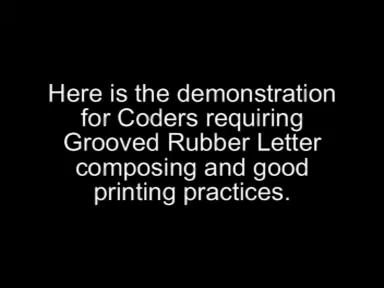 Here is the demonstration
for Coders requiring
Grooved Rubber Letter
composing and good
printing practices.